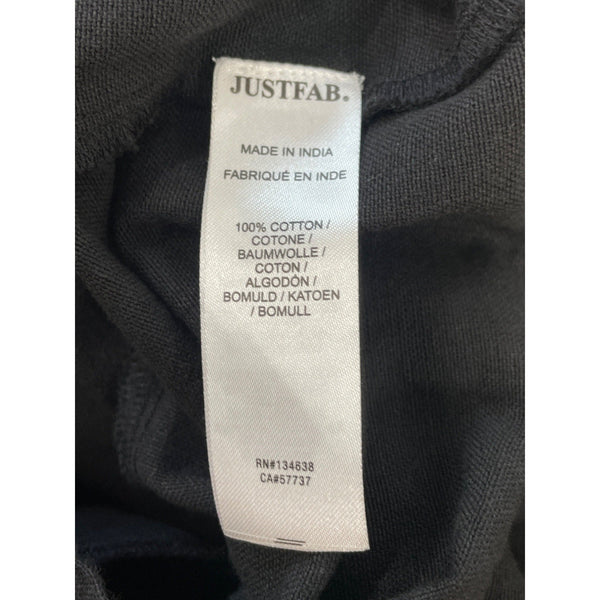 JUSTFAB.
MADE IN INDIA
FABRIQUÉ EN INDE
100% COTTON /
COTONE /
BAUMWOLLE /
COTON /
ALGODÓN /
BOMULD / KATOEN
/ BOMULL
RN#134638
CA#57737